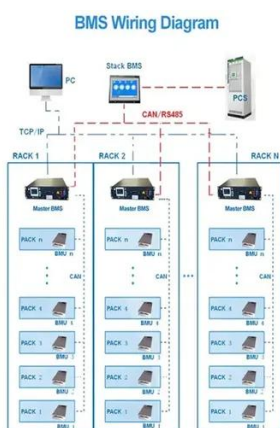 BMS Wiring Diagram
Stack BMS
PC
PCS
CAN/RS485
TCP/IP
RACK 1 RACK 2 RACK N
Master BMS Master BMS Master BMS
PACK n PACK n PACK n
BMU n BMU n BMU n
CAN CAN CAN
PACK 4 PACK 4 PACK 4
BMU 4 BMU 4 BMU 4
PACK 3 PACK 3 PACK 3
BMU 3 BMU 3 BMU 3
PACK 2 PACK 2 PACK 2
BMU 2 BMU 2 BMU 2
PACK 1 PACK 1 PACK 1
BMU 1 BMU 1 BMU 1